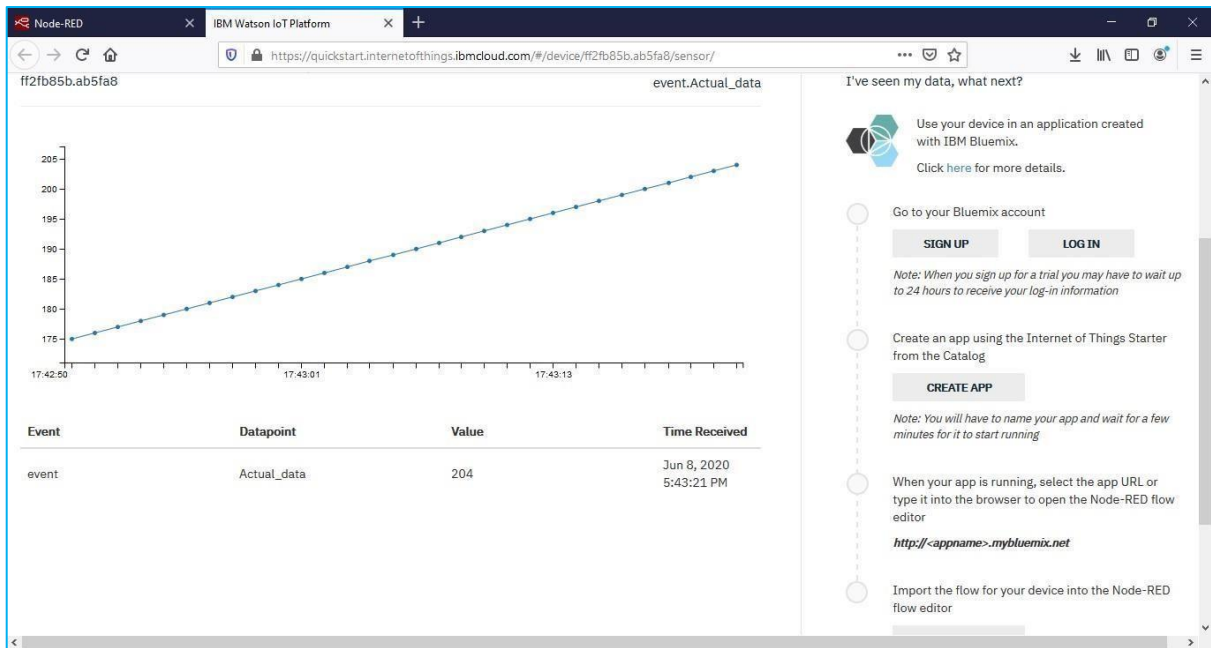 Node-RED
IBM Watson IoT Platform
https://quickstart.internetofthings.ibmcloud.com/#/device/ff2fb85b.ab5fa8/sensor/
ff2fb85b.ab5fa8
event.Actual_data
205
200
195
190
185
180
175
17:42:50
17:43:01
17:43:13
Event Datapoint Value Time Received
event Actual_data 204 Jun 8, 2020
5:43:21 PM
I've seen my data, what next?
Use your device in an application created
with IBM Bluemix.
Click here for more details.
Go to your Bluemix account
SIGN UP LOG IN
Note: When you sign up for a trial you may have to wait up
to 24 hours to receive your log-in information
Create an app using the Internet of Things Starter
from the Catalog
CREATE APP
Note: You will have to name your app and wait for a few
minutes for it to start running
When your app is running, select the app URL or
type it into the browser to open the Node-RED flow
editor
http://<appname>.mybluemix.net
Import the flow for your device into the Node-RED
flow editor